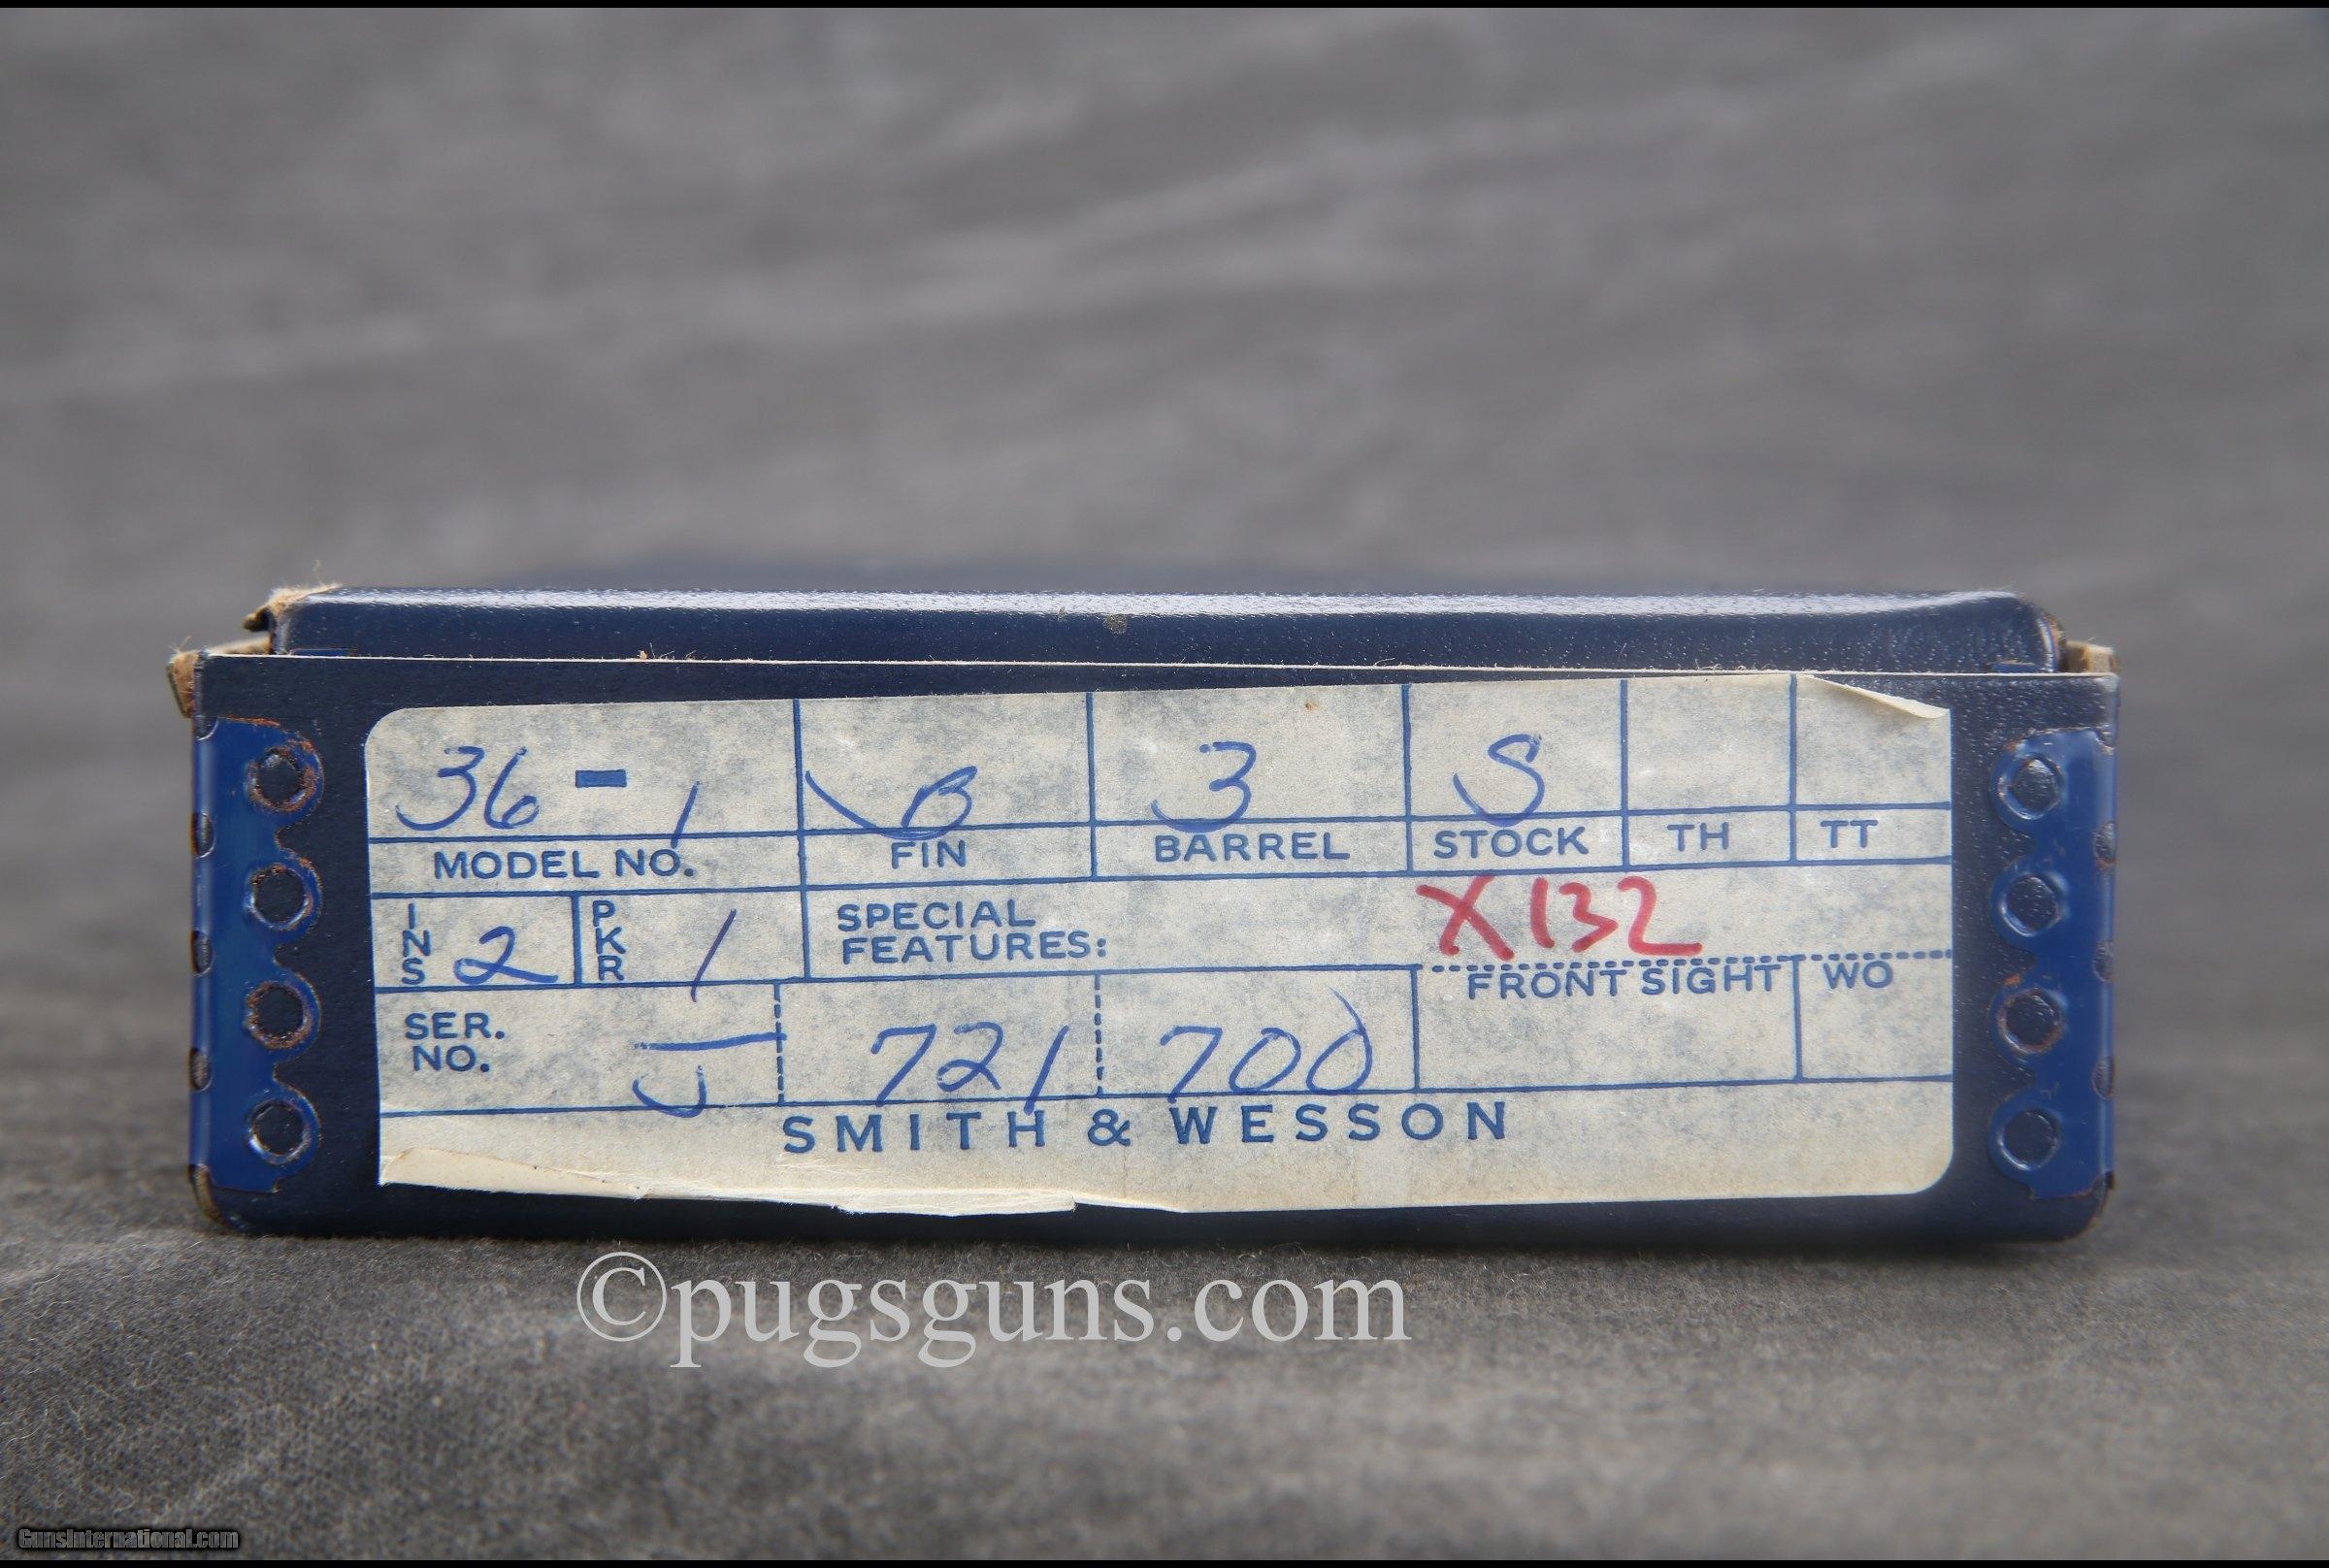 36-1 B 3 S
MODEL NO. FIN BARREL STOCK TH TT
INS 2 PKR 1 SPECIAL FEATURES: X132
FRONT SIGHT WO
SER. NO. J 721 700
SMITH & WESSON
©pugsguns.com
GunsInternational.com